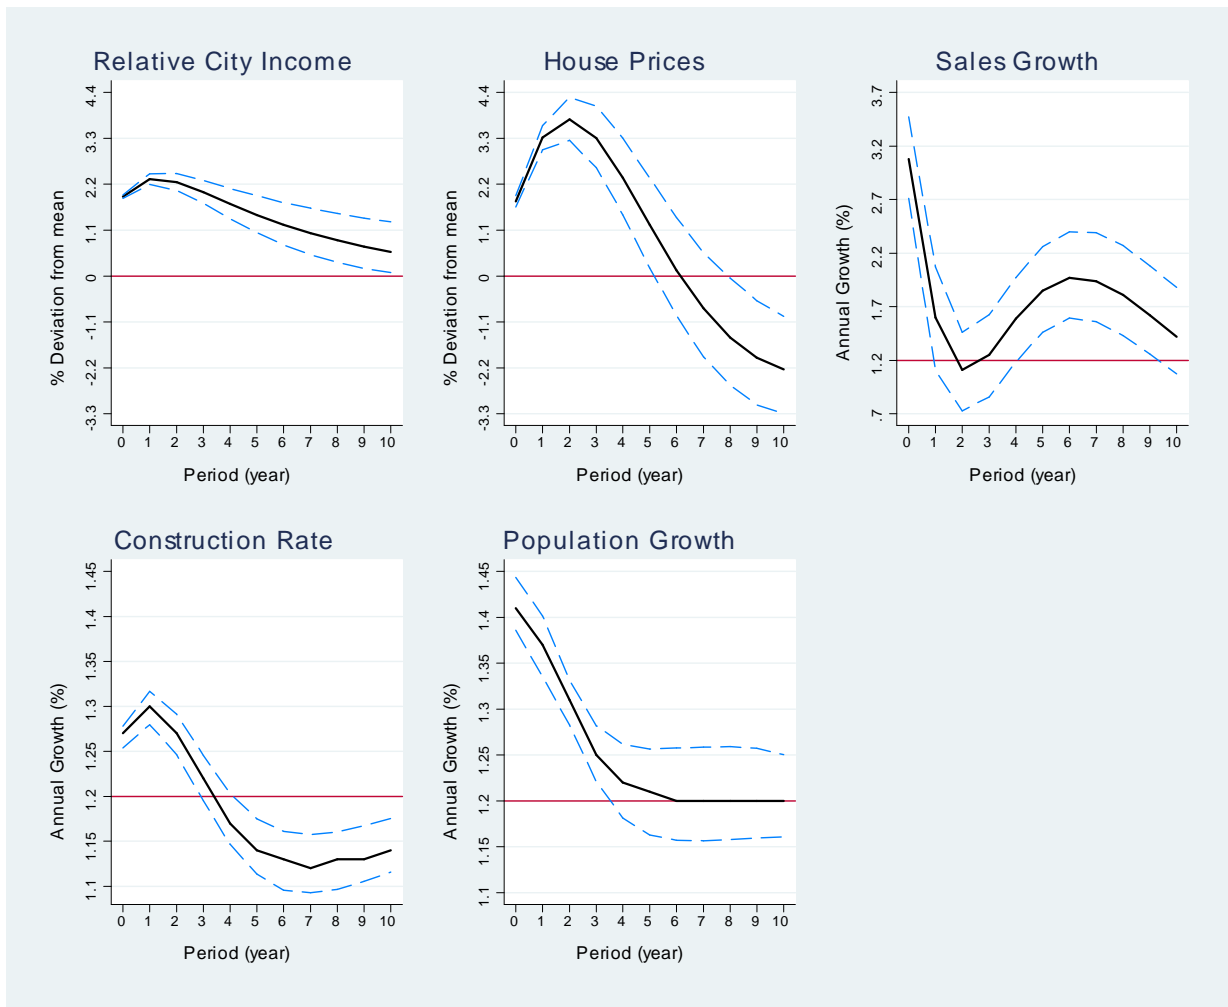 Relative City Income
% Deviation from mean
4.4
3.3
2.2
1.1
0
-1.1
-2.2
-3.3
0 1 2 3 4 5 6 7 8 9 10
Period (year)
House Prices
% Deviation from mean
4.4
3.3
2.2
1.1
0
-1.1
-2.2
-3.3
0 1 2 3 4 5 6 7 8 9 10
Period (year)
Sales Growth
Annual Growth (%)
3.7
3.2
2.7
2.2
1.7
1.2
.7
0 1 2 3 4 5 6 7 8 9 10
Period (year)
Construction Rate
Annual Growth (%)
1.45
1.4
1.35
1.3
1.25
1.2
1.15
1.1
0 1 2 3 4 5 6 7 8 9 10
Period (year)
Population Growth
Annual Growth (%)
1.45
1.4
1.35
1.3
1.25
1.2
1.15
1.1
0 1 2 3 4 5 6 7 8 9 10
Period (year)